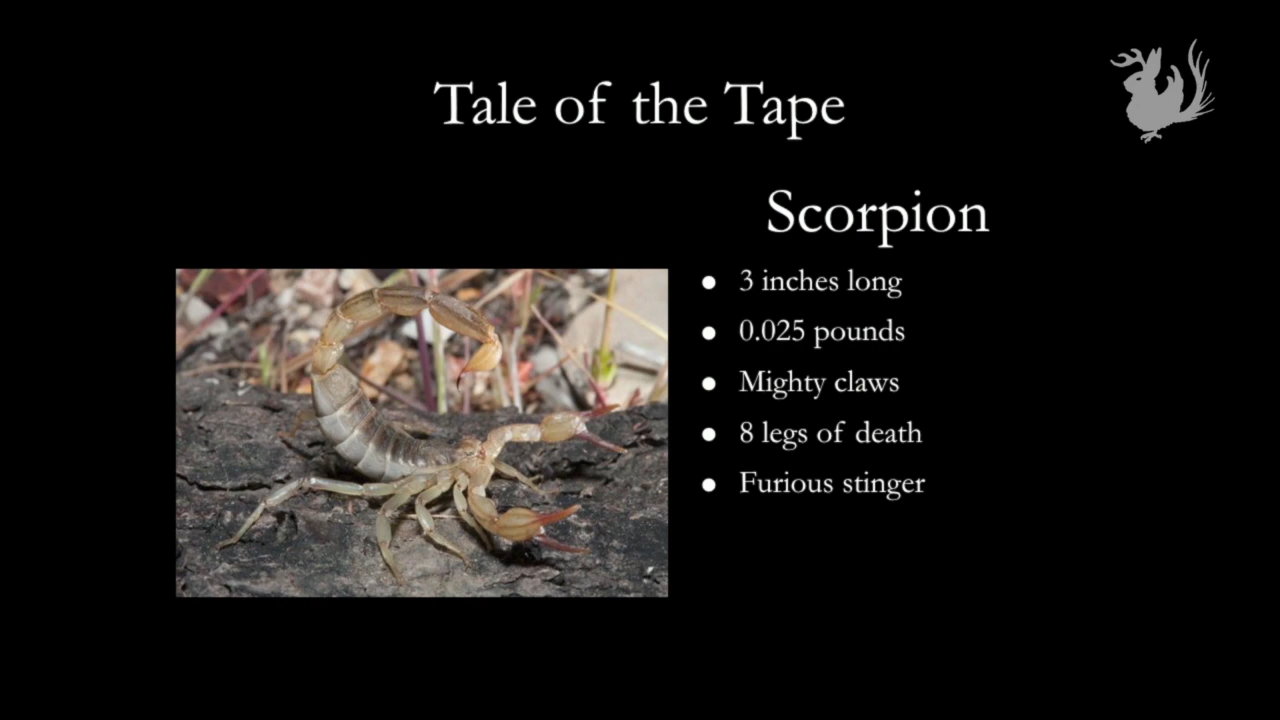 Tale of the Tape
Scorpion
● 3 inches long
● 0.025 pounds
● Mighty claws
● 8 legs of death
● Furious stinger